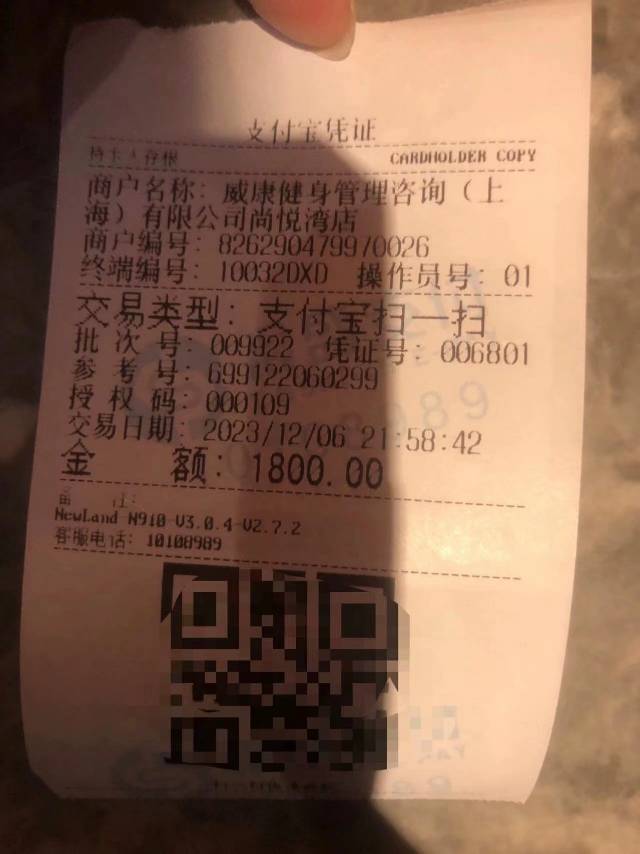 支付宝凭证
持卡人存根 CARDHOLDER COPY
商户名称: 威康健身管理咨询（上
海）有限公司尚悦湾店
商户编号: 826290479970026
终端编号: 10032DXD 操作员号: 01
交易类型: 支付宝扫一扫
批 次 号: 009922 凭证号: 006801
参 考 号: 699122060299
授 权 码: 000109
交易日期: 2023/12/06 21:58:42
金 额: 1800.00
备 注:
NewLand N910-V3.0.4-V2.7.2
客服电话: 10108989